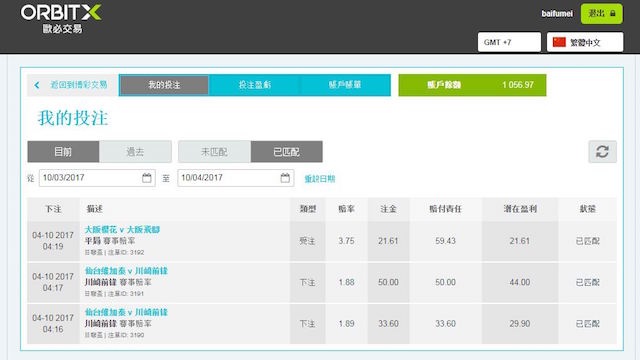 ORBITX
歐必交易
baifumei
退出
GMT +7
繁體中文
返回到博彩交易
我的投注
投注盈虧
帳戶帳單
帳戶餘額 1 056.97
我的投注
目前
過去
未匹配
已匹配
從 10/03/2017 至 10/04/2017 重設日期
下注 描述 類型 賠率 注金 賠付責任 潛在盈利 狀態
04-10 2017
04:19
大阪櫻花 v 大阪飛腳
平局 賽事賠率
日聯盃 | 注單ID: 3192
受注 3.75 21.61 59.43 21.61 已匹配
04-10 2017
04:17
仙台維加泰 v 川崎前鋒
川崎前鋒 賽事賠率
日聯盃 | 注單ID: 3191
下注 1.88 50.00 50.00 44.00 已匹配
04-10 2017
04:16
仙台維加泰 v 川崎前鋒
川崎前鋒 賽事賠率
日聯盃 | 注單ID: 3190
下注 1.89 33.60 33.60 29.90 已匹配